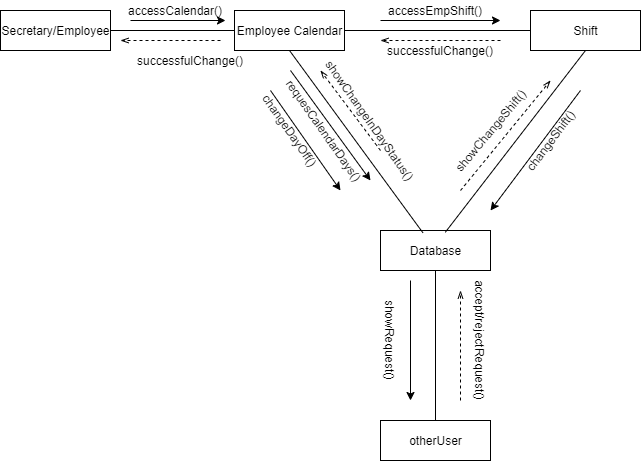 accessCalendar()
accessEmpShift()
Secretary/Employee
Employee Calendar
Shift
successfulChange()
successfulChange()
showChangeInDayStatus()
requesCalendarDays()
changeDayOff()
showChangeShift()
changeShift()
Database
showRequest()
accept/rejectRequest()
otherUser